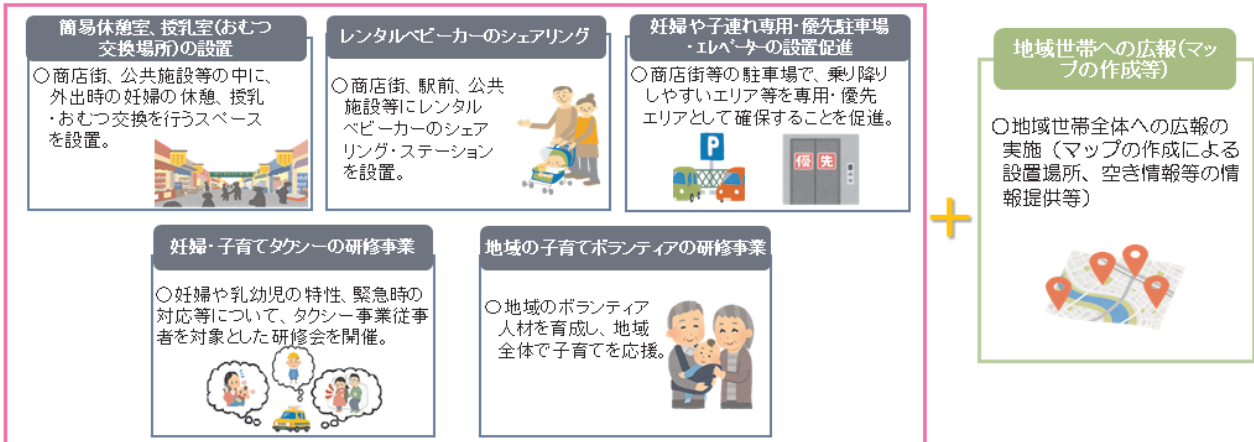 簡易休憩室、授乳室(おむつ
交換場所)の設置
○商店街、公共施設等の中に、
外出時の妊婦の休憩、授乳
・おむつ交換を行うスペース
を設置。
レンタルベビーカーのシェアリング
○商店街、駅前、公共
施設等にレンタル
ベビーカーのシェア
リング・ステーション
を設置。
妊婦や子連れ専用・優先駐車場
・エレベーターの設置促進
○商店街等の駐車場で、乗り降り
しやすいエリア等を専用・優先
エリアとして確保することを促進。
P
優先
妊婦・子育てタクシーの研修事業
○妊婦や乳幼児の特性、緊急時の
対応等について、タクシー事業従事
者を対象とした研修会を開催。
地域の子育てボランティアの研修事業
○地域のボランティア
人材を育成し、地域
全体で子育てを応援。
+
地域世帯への広報(マッ
プの作成等)
○地域世帯全体への広報の
実施（マップの作成による
設置場所、空き情報等の情
報提供等）